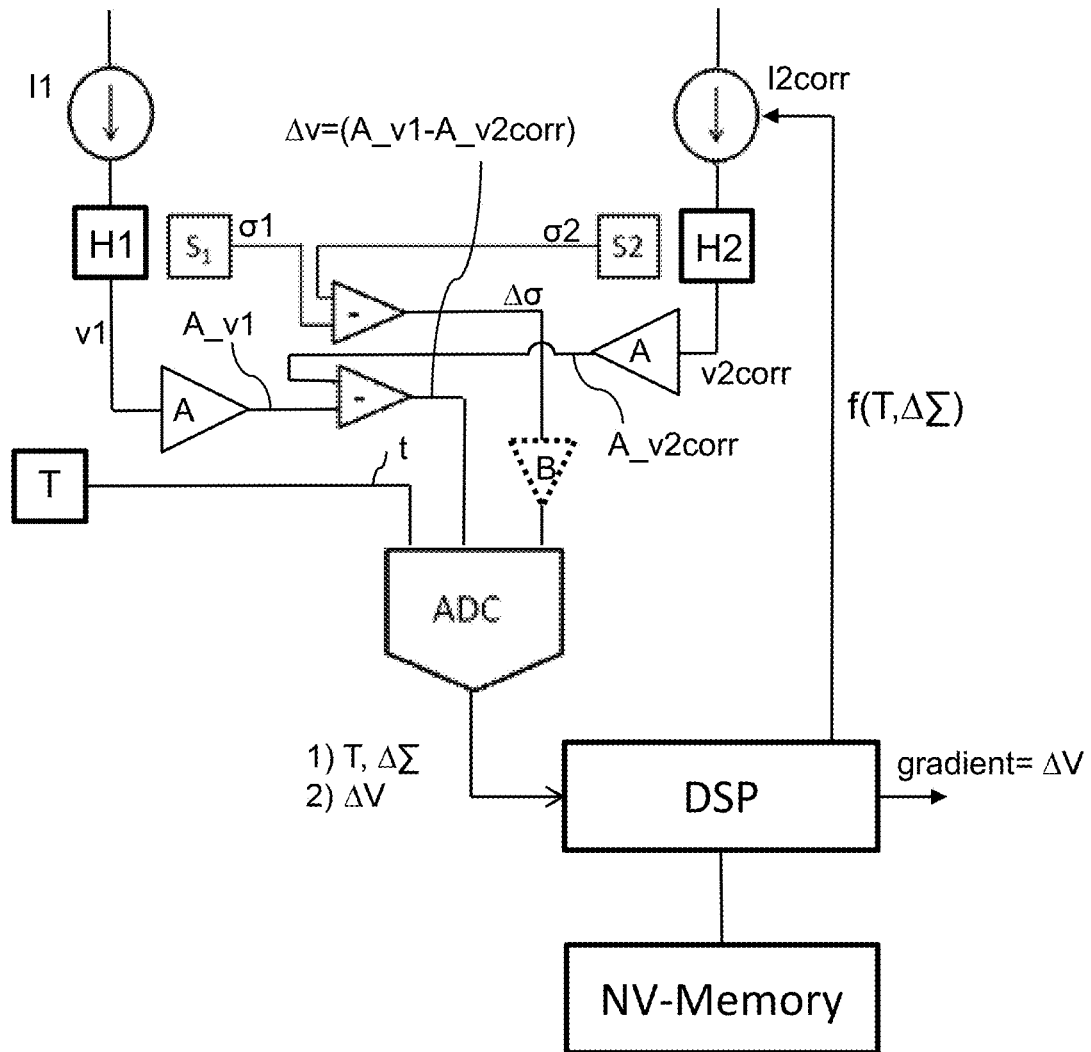 I1
I2corr
Δv=(A_v1-A_v2corr)
H1
S1
σ1
σ2
S2
H2
Δσ
-
v1
A_v1
A
v2corr
-
A
A_v2corr
f(T,Δ∑)
t
B
T
ADC
1) T, Δ∑
2) ΔV
DSP
gradient= ΔV
NV-Memory